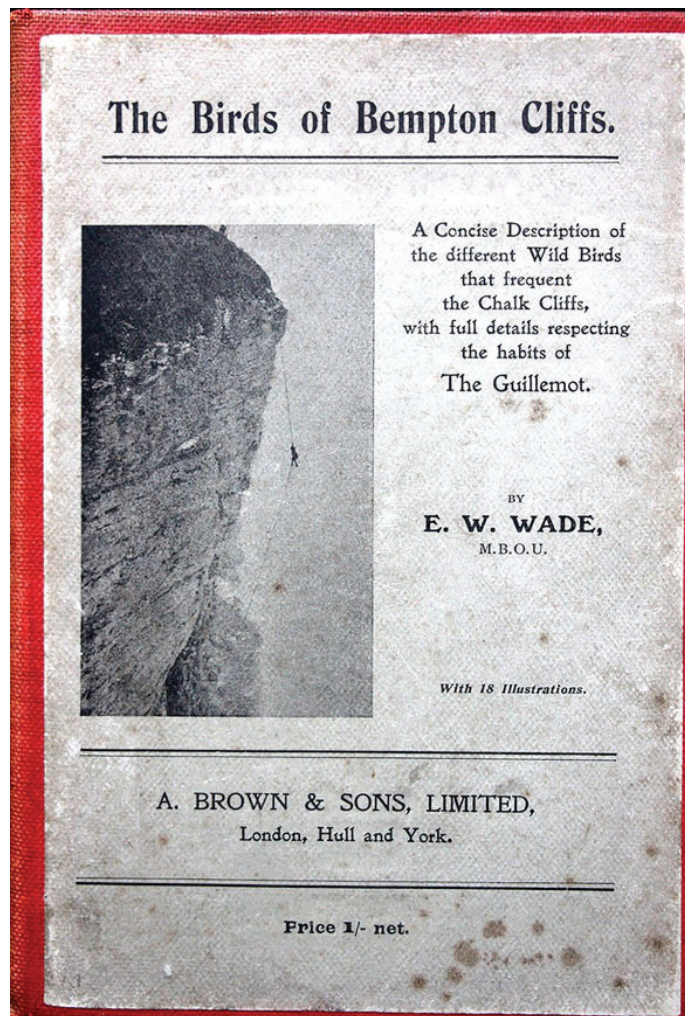 The Birds of Bempton Cliffs.
A Concise Description of
the different Wild Birds
that frequent
the Chalk Cliffs,
with full details respecting
the habits of
The Guillemot.
BY
E. W. WADE,
M.B.O.U.
With 18 Illustrations.
A. BROWN & SONS, LIMITED,
London, Hull and York.
Price 1/- net.